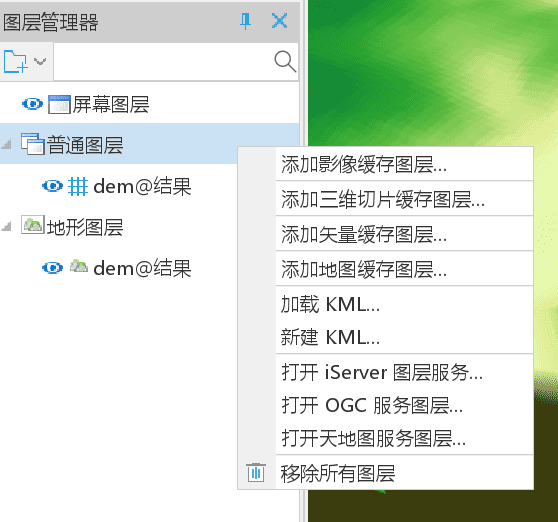 图层管理器
屏幕图层
普通图层
dem@结果
地形图层
dem@结果
添加影像缓存图层...
添加三维切片缓存图层...
添加矢量缓存图层...
添加地图缓存图层...
加载 KML...
新建 KML...
打开 iServer 图层服务...
打开 OGC 服务图层...
打开天地图服务图层...
移除所有图层